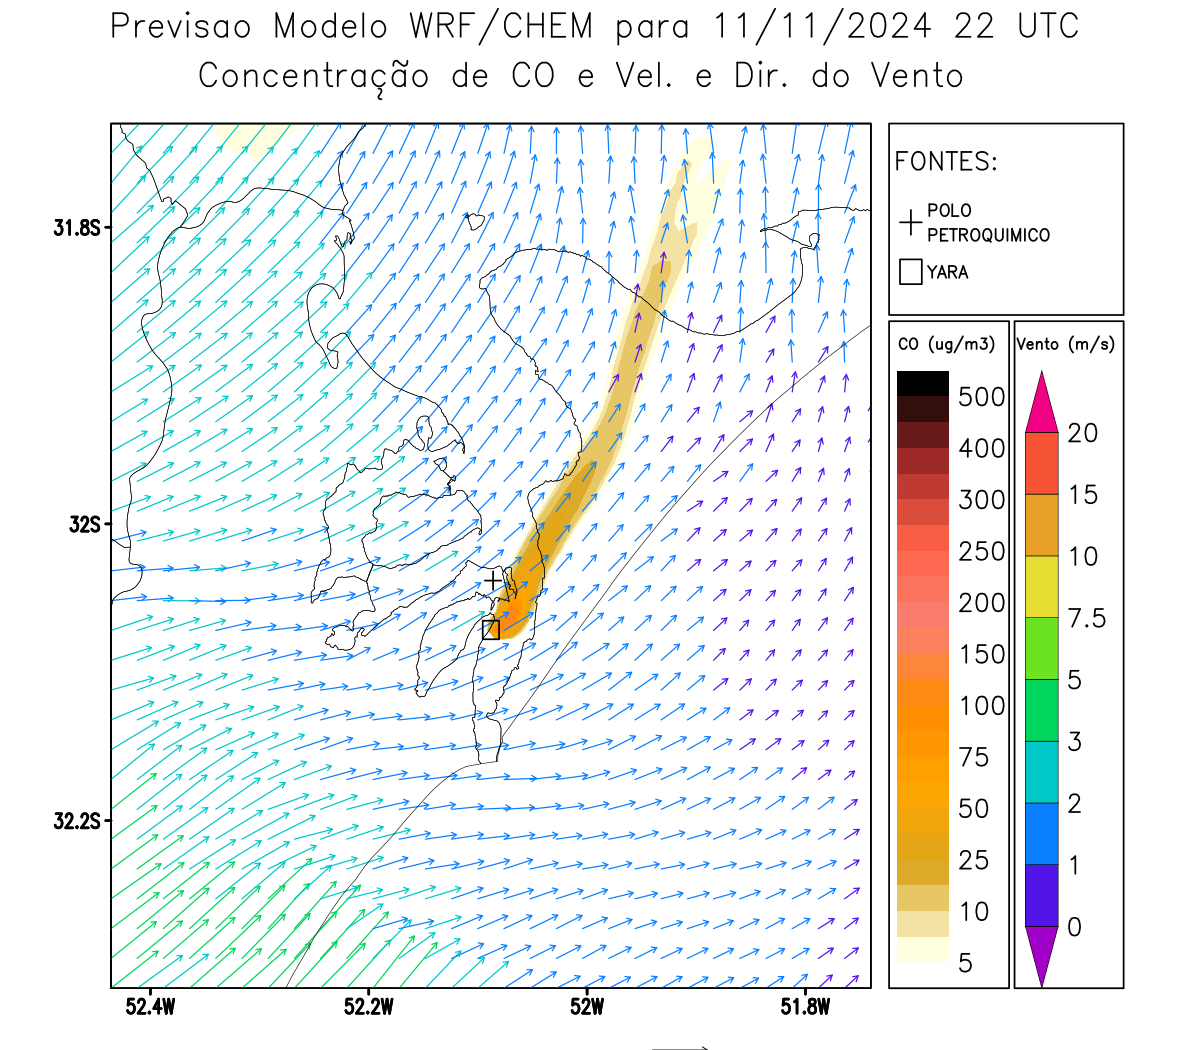 Previsao Modelo WRF/CHEM para 11/11/2024 22 UTC
Concentração de CO e Vel. e Dir. do Vento
FONTES:
POLO
PETROQUIMICO
YARA
CO (ug/m3)
500
400
300
250
200
150
100
75
50
25
10
5
Vento (m/s)
20
15
10
7.5
5
3
2
1
0
31.8S
32S
32.2S
52.4W
52.2W
52W
51.8W